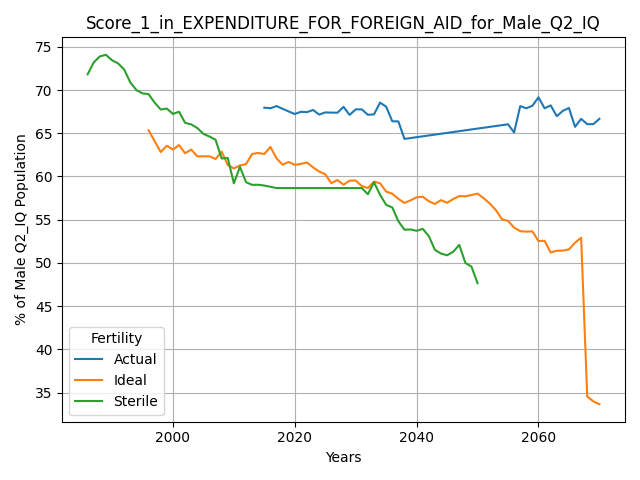 Score_1_in_EXPENDITURE_FOR_FOREIGN_AID_for_Male_Q2_IQ
% of Male Q2_IQ Population
75
70
65
60
55
50
45
40
35
Fertility
Actual
Ideal
Sterile
2000 2020 2040 2060
Years